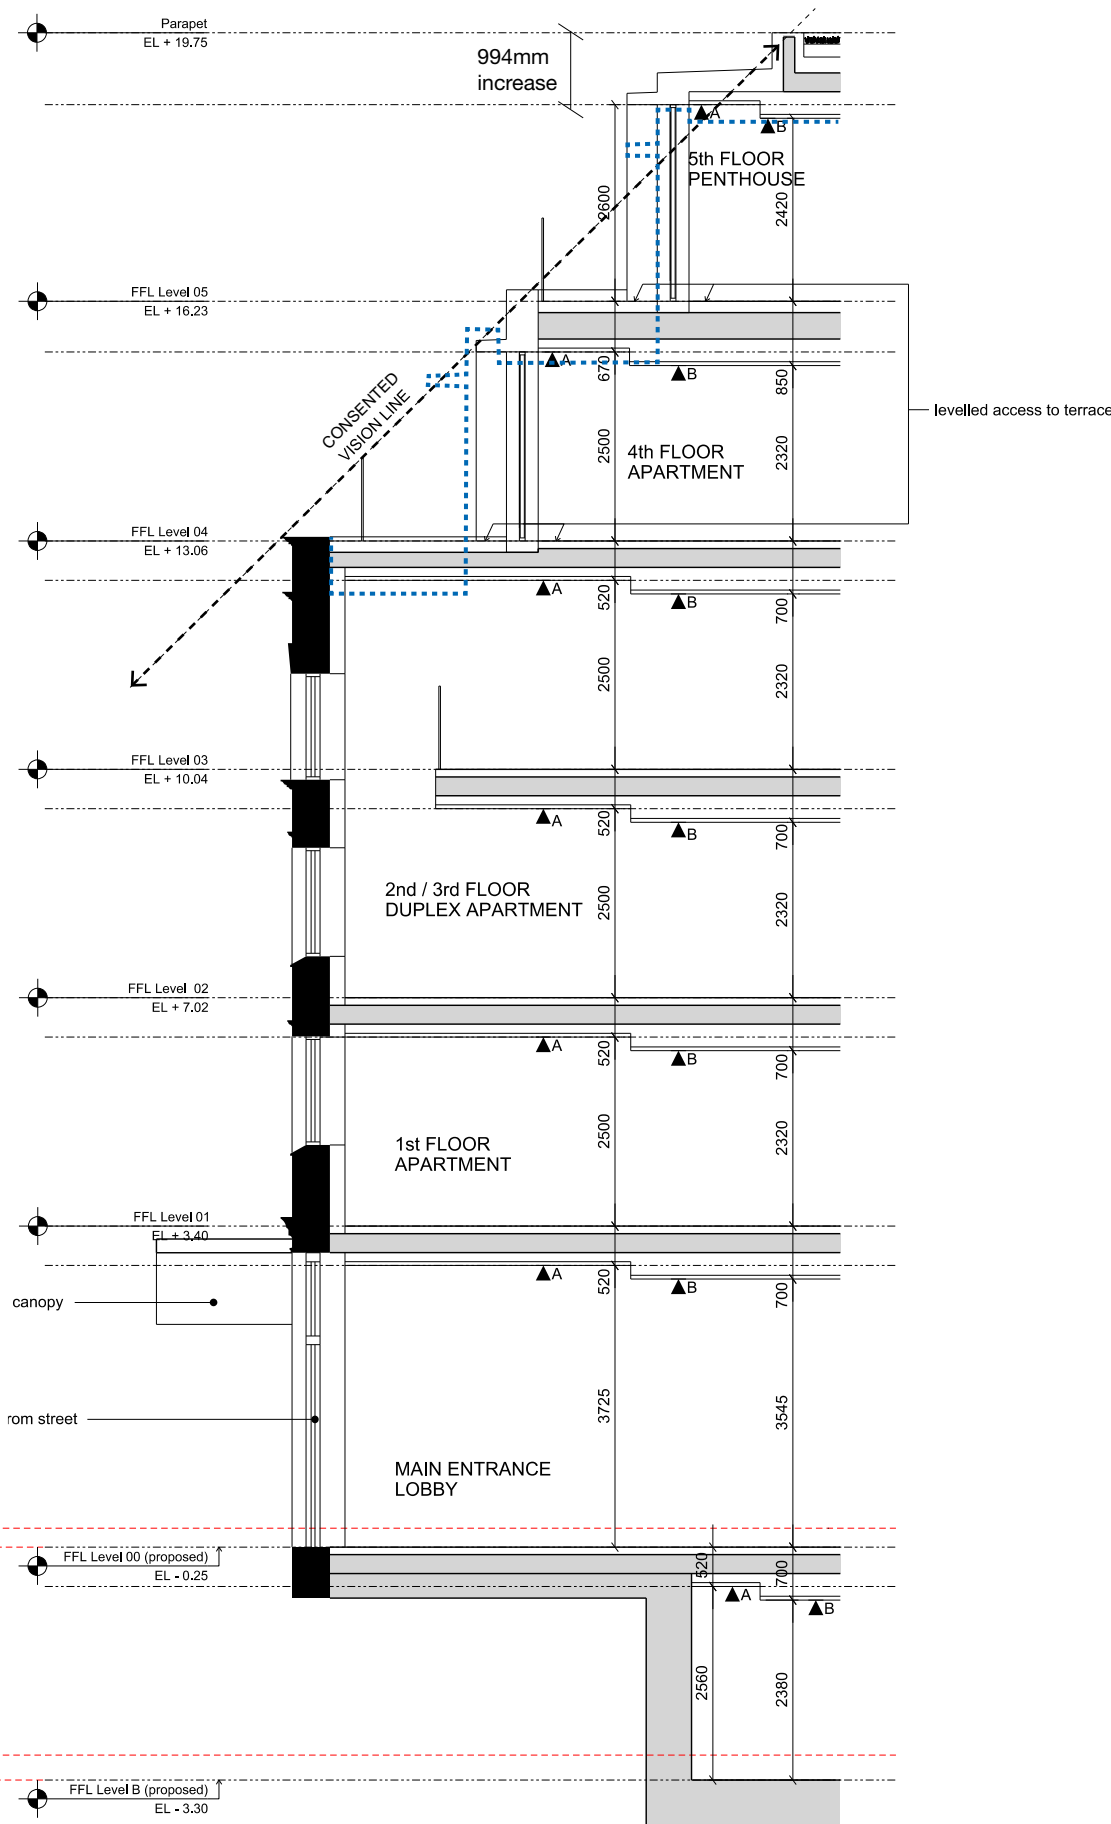 Parapet
EL + 19.75
994mm
increase
A
B
5th FLOOR
PENTHOUSE
2600
2420
FFL Level 05
EL + 16.23
A
B
670
850
CONSENTED
VISION LINE
levelled access to terrace
4th FLOOR
APARTMENT
2500
2320
FFL Level 04
EL + 13.06
A
B
520
700
2500
2320
FFL Level 03
EL + 10.04
A
B
520
700
2nd / 3rd FLOOR
DUPLEX APARTMENT
2500
2320
FFL Level 02
EL + 7.02
A
B
520
700
1st FLOOR
APARTMENT
2500
2320
FFL Level 01
EL + 3.40
A
B
520
700
canopy
rom street
3725
3545
MAIN ENTRANCE
LOBBY
FFL Level 00 (proposed)
EL - 0.25
520
700
A
B
2560
2380
FFL Level B (proposed)
EL - 3.30